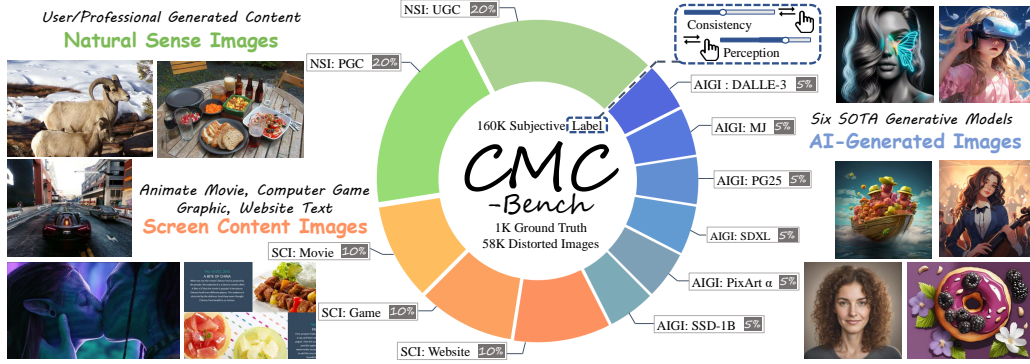 User/Professional Generated Content
Natural Sense Images
NSI: UGC 20%
NSI: PGC 20%
Consistency
Perception
AIGI : DALLE-3 5%
AIGI: MJ 5%
AIGI: PG25 5%
AIGI: SDXL 5%
AIGI: PixArt α 5%
AIGI: SSD-1B 5%
Six SOTA Generative Models
AI-Generated Images
160K Subjective Label
CMC
-Bench
1K Ground Truth
58K Distorted Images
Animate Movie, Computer Game
Graphic, Website Text
Screen Content Images
SCI: Movie 10%
SCI: Game 10%
SCI: Website 10%
A BITE OF CHINA